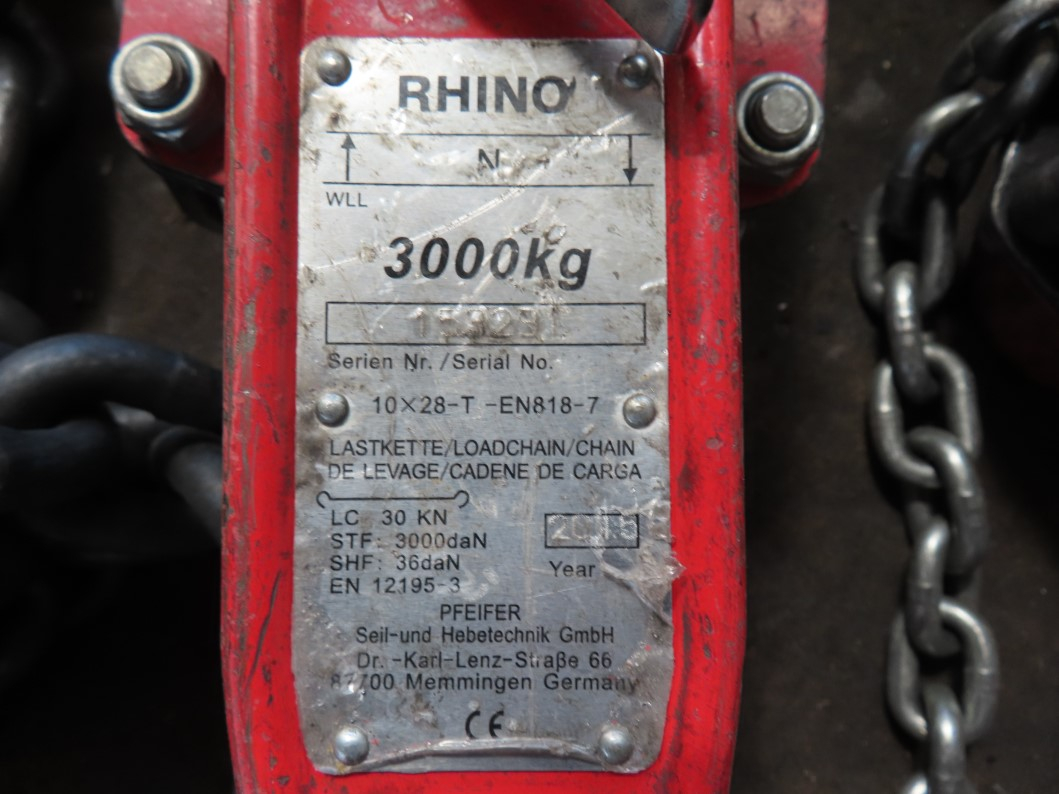 RHINO
N
WLL
3000kg
Serien Nr. /Serial No.
10×28-T -EN818-7
LASTKETTE/LOADCHAIN/CHAIN
DE LEVAGE/CADENE DE CARGA
LC 30 KN
STF: 3000daN
2015
SHF: 36daN
Year
EN 12195-3
PFEIFER
Seil-und Hebetechnik GmbH
Dr. -Karl-Lenz-Straße 66
87700 Memmingen Germany
CE